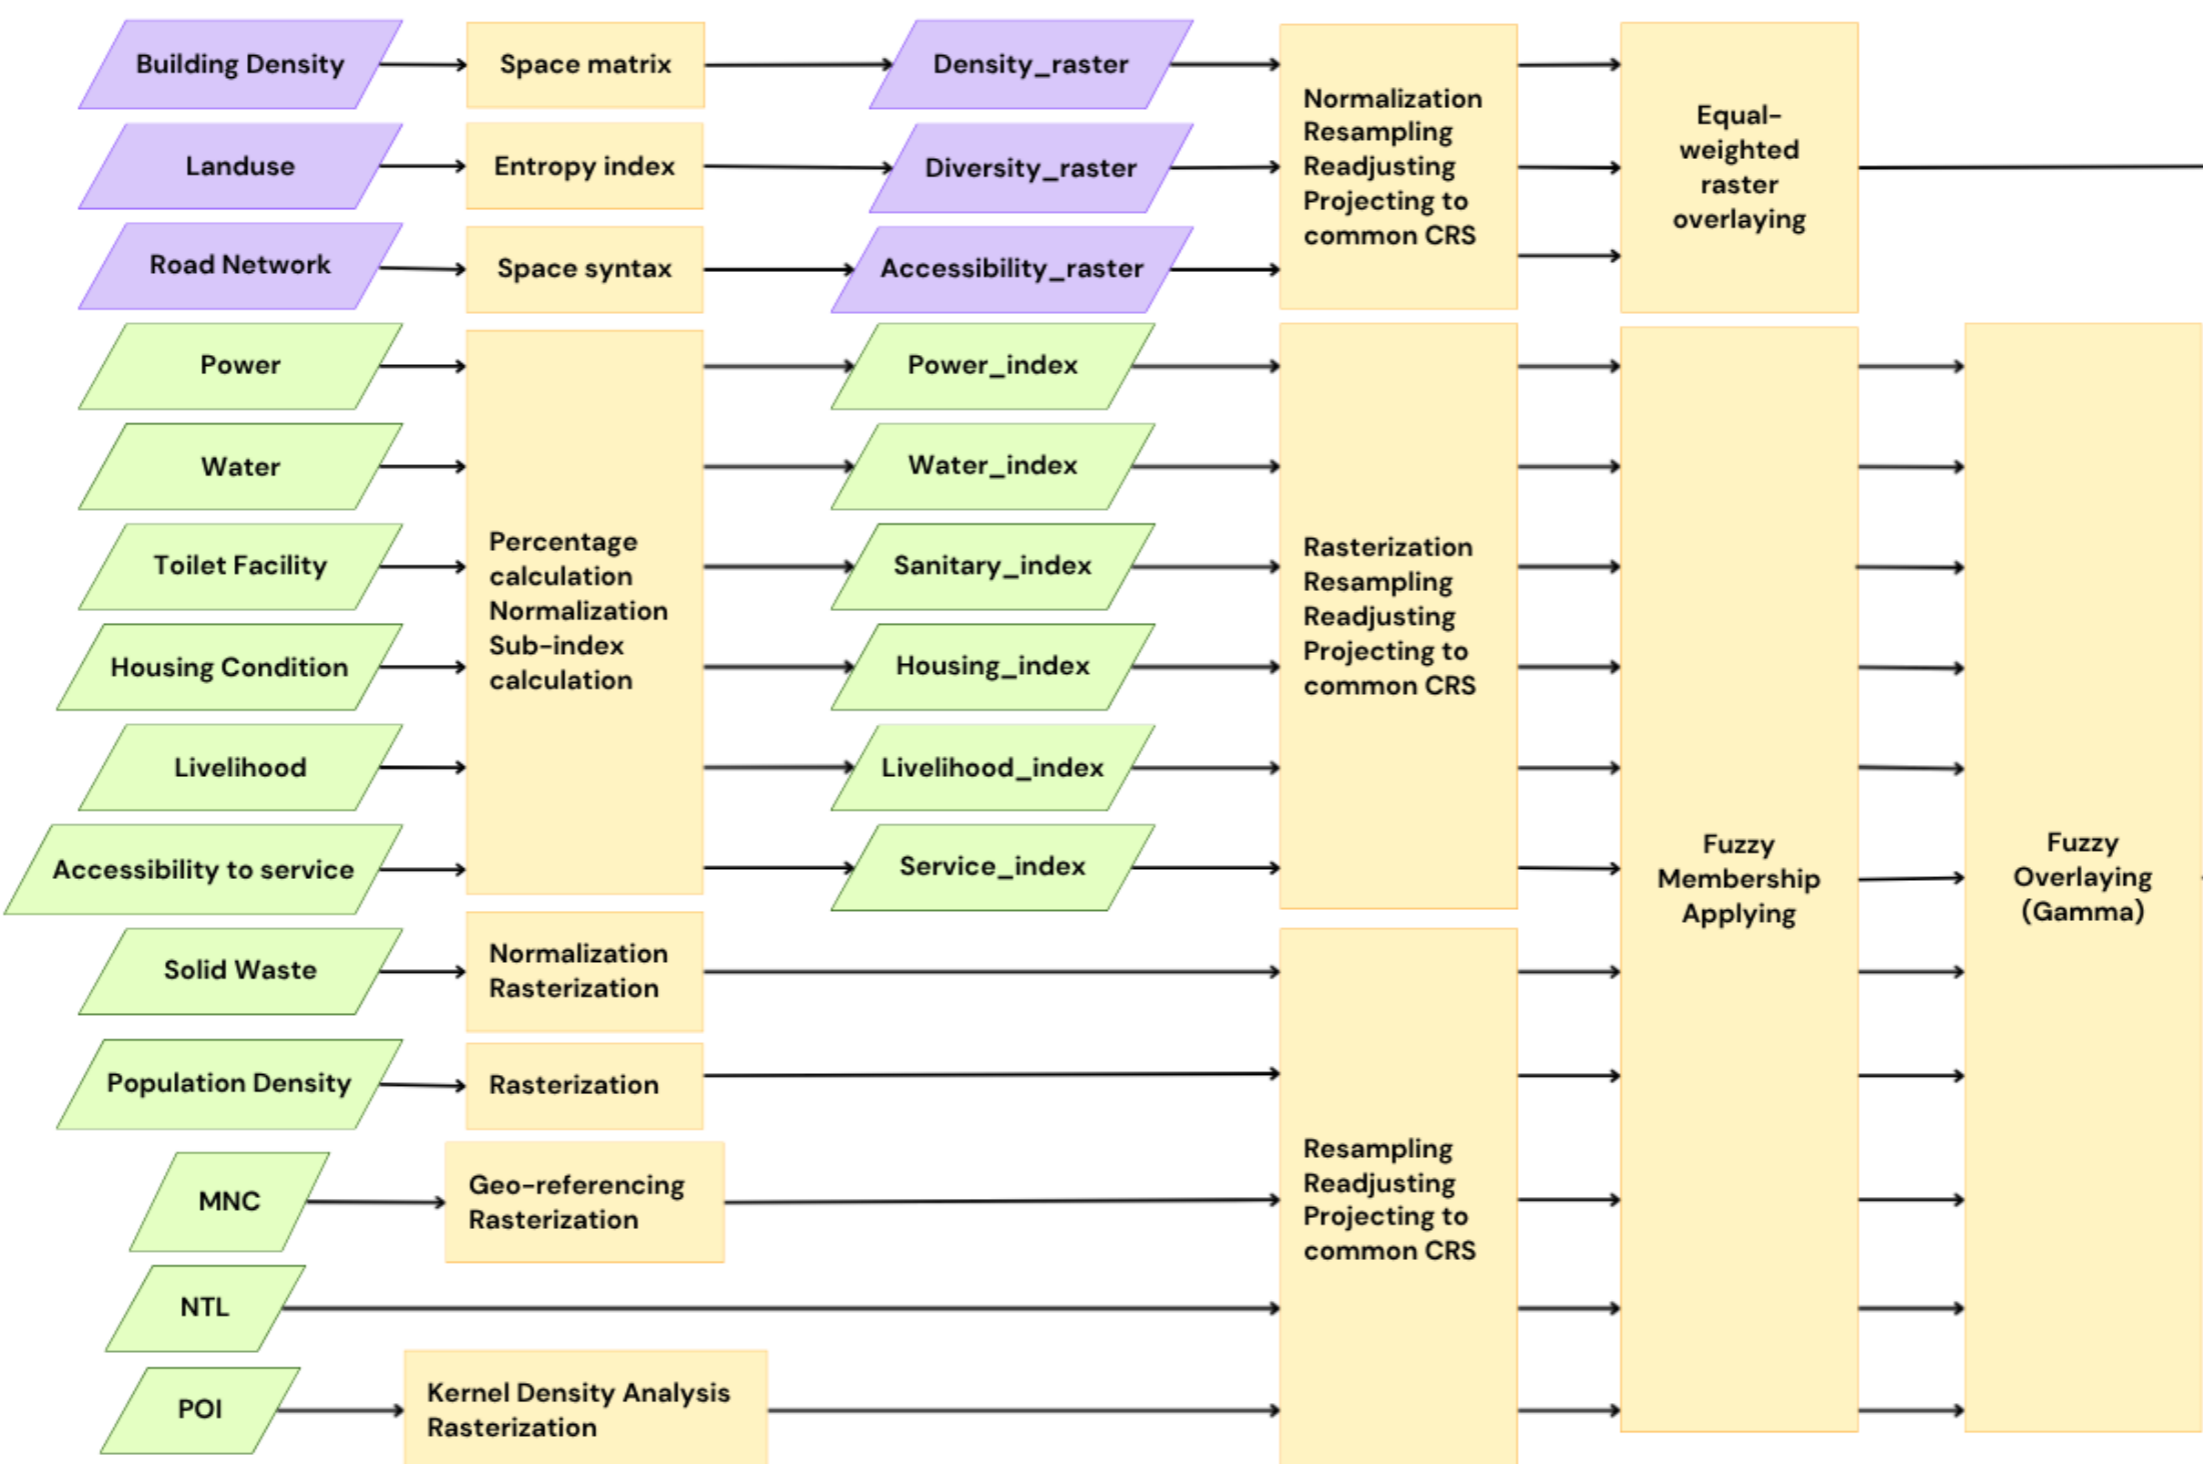 Building Density
Space matrix
Density_raster
Normalization
Resampling
Readjusting
Projecting to
common CRS
Equal-
weighted
raster
overlaying
Landuse
Entropy index
Diversity_raster
Road Network
Space syntax
Accessibility_raster
Power
Percentage
calculation
Normalization
Sub-index
calculation
Power_index
Rasterization
Resampling
Readjusting
Projecting to
common CRS
Fuzzy
Membership
Applying
Fuzzy
Overlaying
(Gamma)
Water
Water_index
Toilet Facility
Sanitary_index
Housing Condition
Housing_index
Livelihood
Livelihood_index
Accessibility to service
Service_index
Solid Waste
Normalization
Rasterization
Resampling
Readjusting
Projecting to
common CRS
Population Density
Rasterization
MNC
Geo-referencing
Rasterization
NTL
POI
Kernel Density Analysis
Rasterization